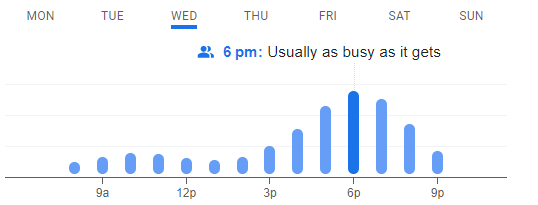 MON TUE WED THU FRI SAT SUN
6 pm: Usually as busy as it gets
9a 12p 3p 6p 9p